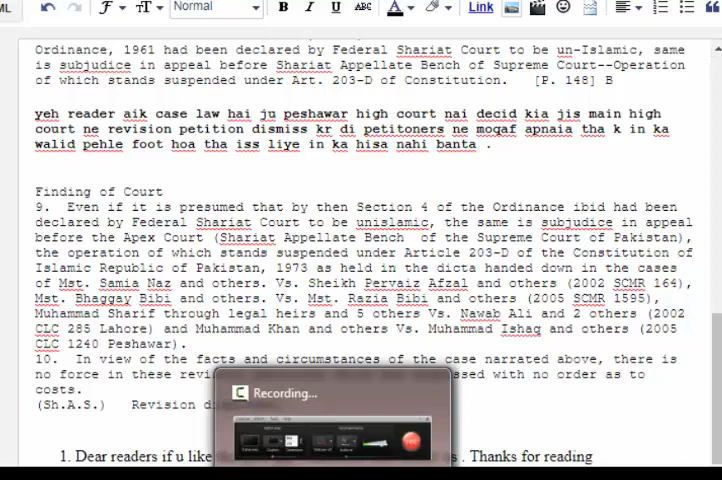 Normal B I U ABC A Link
Ordinance, 1961 had been declared by Federal Shariat Court to be un-Islamic, same
is subjudice in appeal before Shariat Appellate Bench of Supreme Court--Operation
of which stands suspended under Art. 203-D of Constitution. [P. 148] B
yeh reader aik case law hai ju peshawar high court nai decid kia jis main high
court ne revision petition dismiss kr di petitoners ne moqaf apnaia tha k in ka
walid pehle foot hoa tha iss liye in ka hisa nahi banta .
Finding of Court
9. Even if it is presumed that by then Section 4 of the Ordinance ibid had been
declared by Federal Shariat Court to be unislamic, the same is subjudice in appeal
before the Apex Court (Shariat Appellate Bench of the Supreme Court of Pakistan),
the operation of which stands suspended under Article 203-D of the Constitution of
Islamic Republic of Pakistan, 1973 as held in the dicta handed down in the cases
of Mst. Samia Naz and others. Vs. Sheikh Pervaiz Afzal and others (2002 SCMR 164),
Mst. Bhaggay Bibi and others. Vs. Mst. Razia Bibi and others (2005 SCMR 1595),
Muhammad Sharif through legal heirs and 5 others Vs. Nawab Ali and 2 others (2002
CLC 285 Lahore) and Muhammad Khan and others Vs. Muhammad Ishaq and others (2005
CLC 1240 Peshawar).
10. In view of the facts and circumstances of the case narrated above, there is
no force in these with no order as to
costs.
(Sh.A.S.) Revision
Recording...
1. Dear readers if u like . Thanks for reading